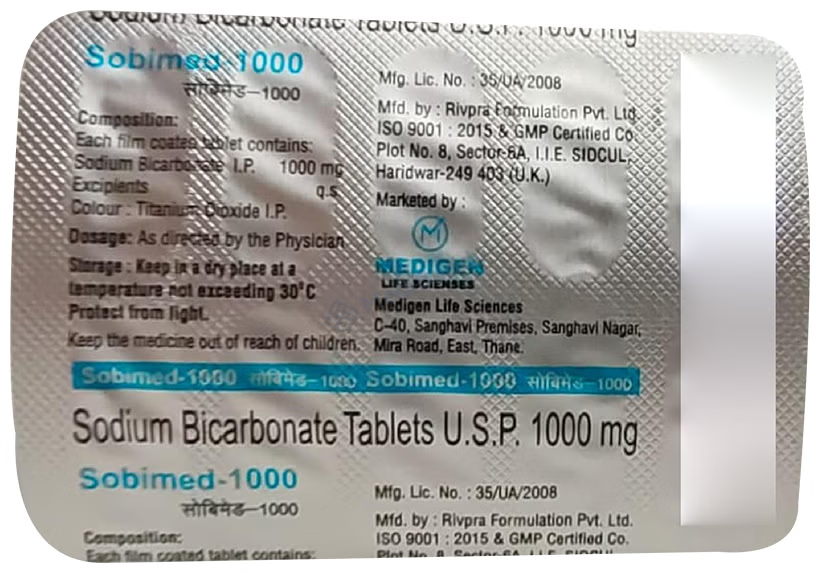 Sodium Bicarbonate Tablets U.S.P. 1000 mg
Sobimed-1000
सोबिमेड–1000
Composition:
Each film coated tablet contains:
Sodium Bicarbonate I.P. 1000 mg
Excipients q.s
Colour : Titanium Dioxide I.P.
Dosage: As directed by the Physician
Storage : Keep in a dry place at a
temperature not exceeding 30°C
Protect from light.
Keep the medicine out of reach of children.
Mfg. Lic. No. : 35/UA/2008
Mfd. by : Rivpra Formulation Pvt. Ltd.
ISO 9001 : 2015 & GMP Certified Co.
Plot No. 8, Sector-6A, I.I.E. SIDCUL,
Haridwar-249 403 (U.K.)
Marketed by :
M
MEDIGEN
LIFE SCIENSES
Medigen Life Sciences
C-40, Sanghavi Premises, Sanghavi Nagar,
Mira Road, East, Thane.
Sobimed-1000 सोबिमेड–1000 Sobimed-1000 सोबिमेड–1000
Sodium Bicarbonate Tablets U.S.P. 1000 mg
Sobimed-1000
सोबिमेड–1000
Composition:
Each film coated tablet contains:
Mfg. Lic. No. : 35/UA/2008
Mfd. by : Rivpra Formulation Pvt. Ltd.
ISO 9001 : 2015 & GMP Certified Co.
Plot No. 8, Sector-6A, I.I.E. SIDCUL,